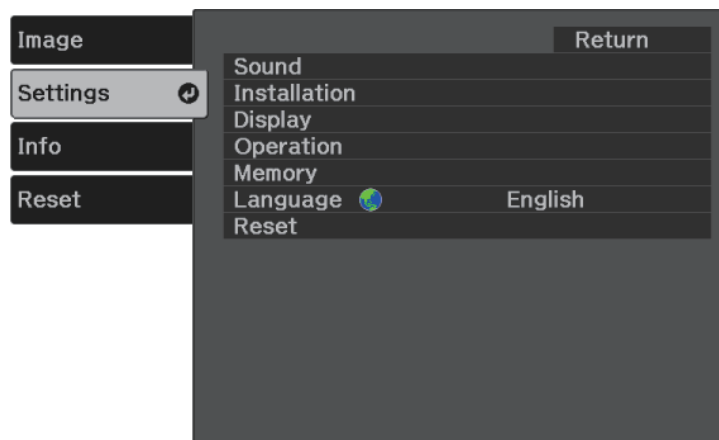 Image
Settings
Info
Reset
Return
Sound
Installation
Display
Operation
Memory
Language English
Reset